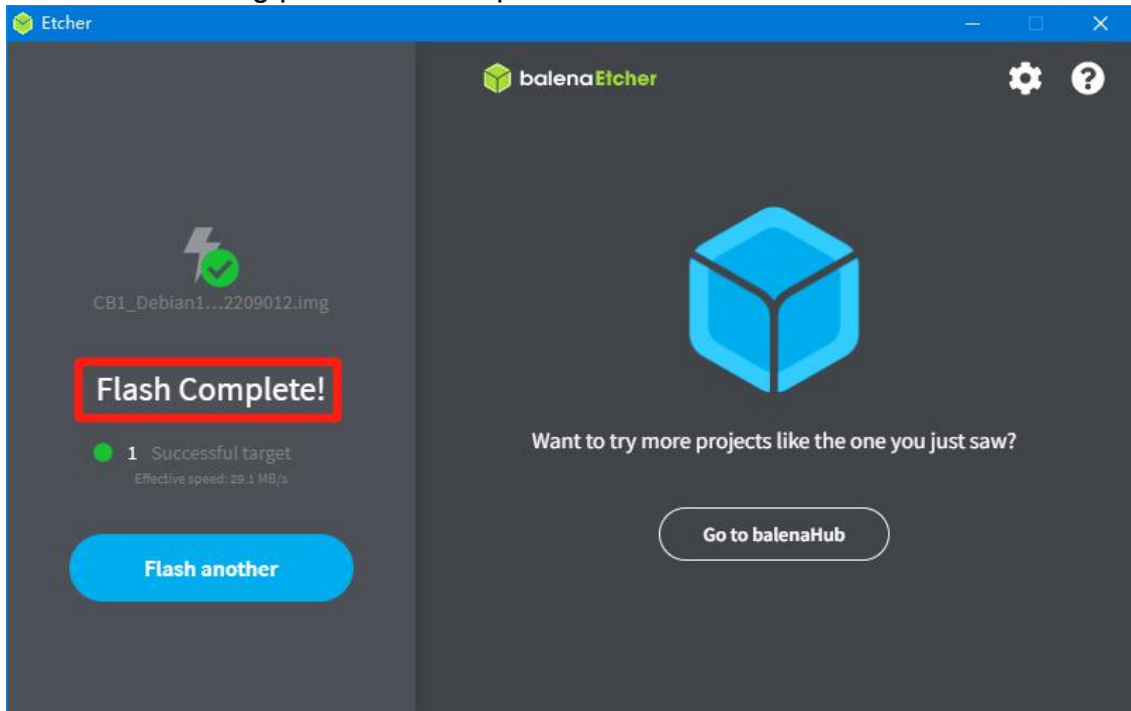 Etcher
balenaEtcher
CB1_Debian1...2209012.img
Flash Complete!
1 Successful target
Effective speed: 29.1 MB/s
Flash another
Want to try more projects like the one you just saw?
Go to balenaHub